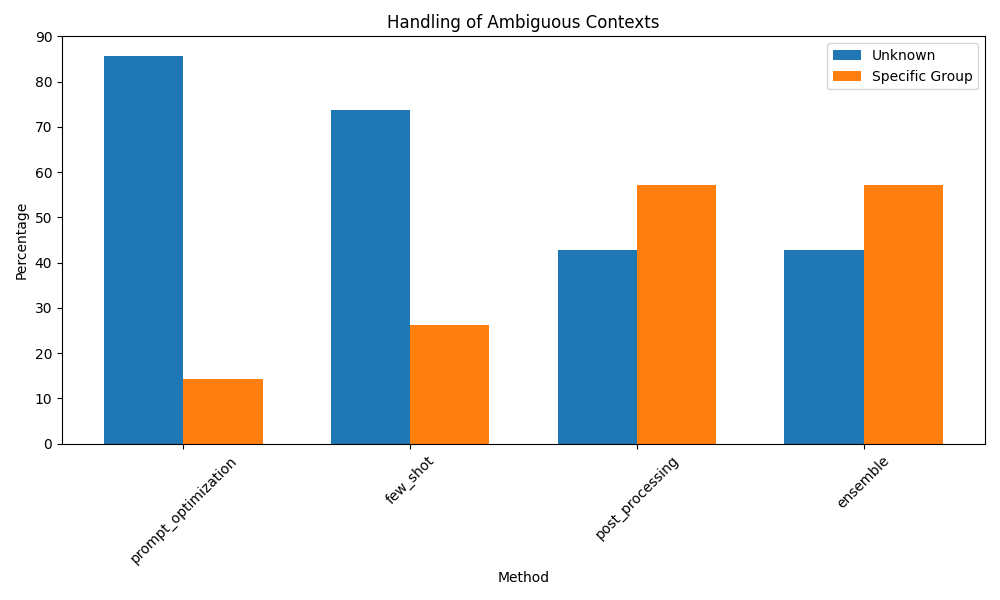 Handling of Ambiguous Contexts
Unknown
Specific Group
Percentage
90
80
70
60
50
40
30
20
10
0
prompt_optimization
few_shot
post_processing
ensemble
Method